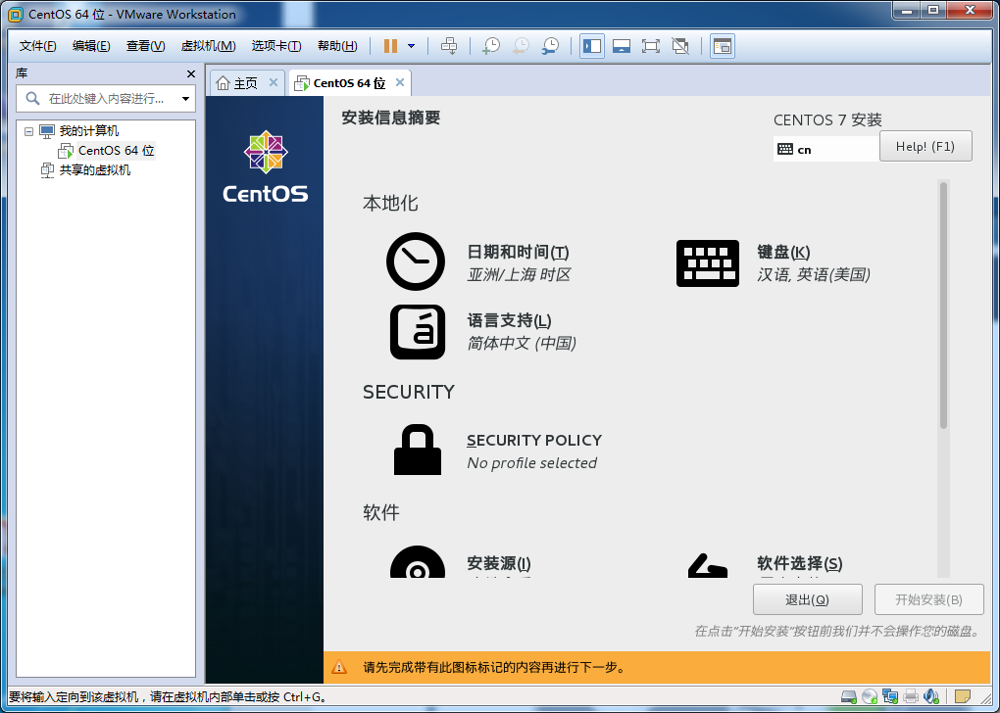 CentOS 64 位 - VMware Workstation
文件(F) 编辑(E) 查看(V) 虚拟机(M) 选项卡(T) 帮助(H)
库
在此处键入内容进行...
我的计算机
CentOS 64 位
共享的虚拟机
主页 CentOS 64 位
CentOS
安装信息摘要
CENTOS 7 安装
cn
Help! (F1)
本地化
日期和时间(T)
亚洲/上海 时区
键盘(K)
汉语, 英语(美国)
语言支持(L)
简体中文 (中国)
SECURITY
SECURITY POLICY
No profile selected
软件
安装源(I)
软件选择(S)
退出(Q) 开始安装(B)
在点击"开始安装"按钮前我们并不会操作您的磁盘。
请先完成带有此图标标记的内容再进行下一步。
要将输入定向到该虚拟机，请在虚拟机内部单击或按 Ctrl+G。